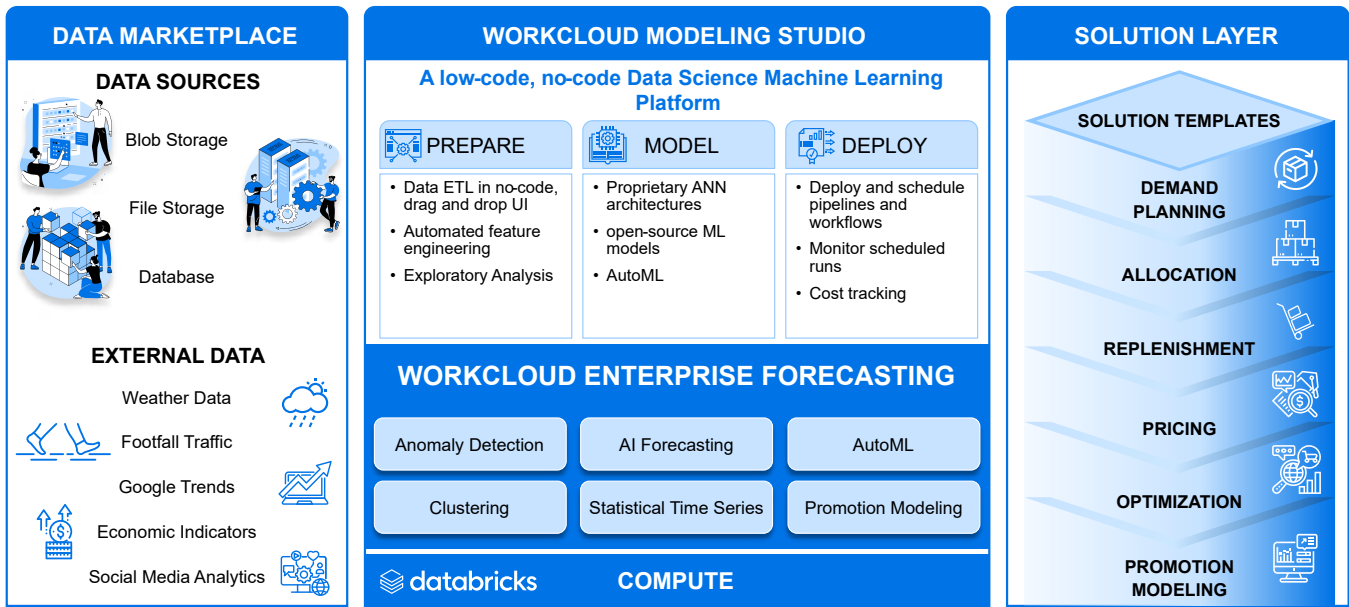 DATA MARKETPLACE
DATA SOURCES
Blob Storage
File Storage
Database
EXTERNAL DATA
Weather Data
Footfall Traffic
Google Trends
Economic Indicators
Social Media Analytics
WORKCLOUD MODELING STUDIO
A low-code, no-code Data Science Machine Learning
Platform
PREPARE
• Data ETL in no-code,
drag and drop UI
• Automated feature
engineering
• Exploratory Analysis
MODEL
• Proprietary ANN
architectures
• open-source ML
models
• AutoML
DEPLOY
• Deploy and schedule
pipelines and
workflows
• Monitor scheduled
runs
• Cost tracking
WORKCLOUD ENTERPRISE FORECASTING
Anomaly Detection
AI Forecasting
AutoML
Clustering
Statistical Time Series
Promotion Modeling
databricks
COMPUTE
SOLUTION LAYER
SOLUTION TEMPLATES
DEMAND
PLANNING
ALLOCATION
REPLENISHMENT
PRICING
OPTIMIZATION
PROMOTION
MODELING